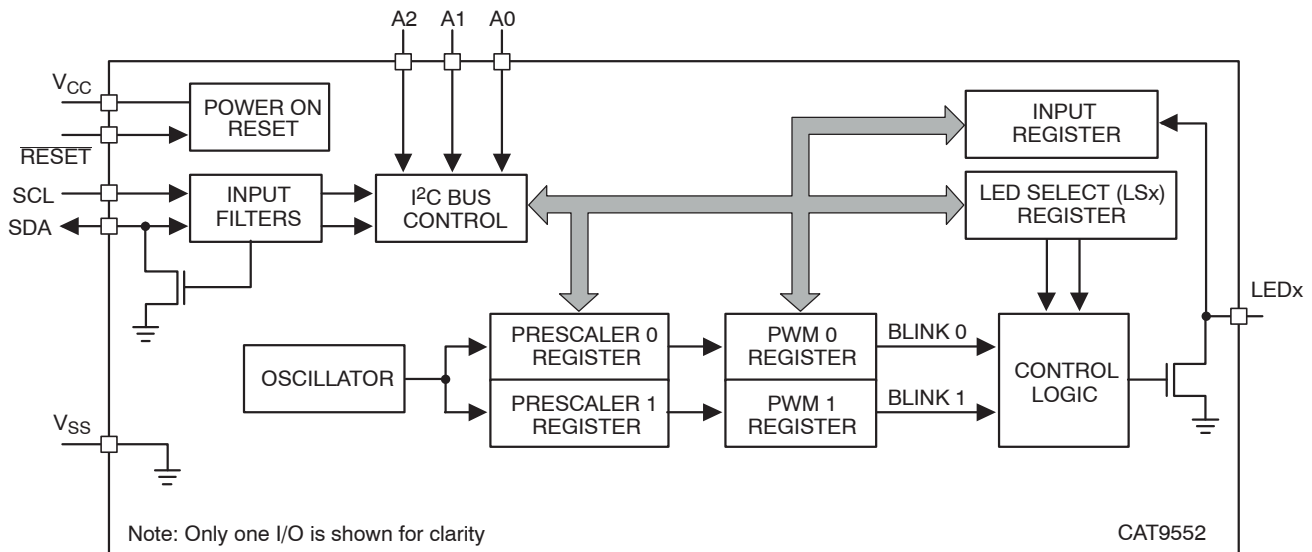 A2 A1 A0
VCC
POWER ON
RESET
RESET
SCL
SDA
INPUT
FILTERS
I2C BUS
CONTROL
INPUT
REGISTER
LED SELECT (LSx)
REGISTER
LEDx
OSCILLATOR
PRESCALER 0
REGISTER
PRESCALER 1
REGISTER
PWM 0
REGISTER
PWM 1
REGISTER
BLINK 0
BLINK 1
CONTROL
LOGIC
VSS
Note: Only one I/O is shown for clarity
CAT9552